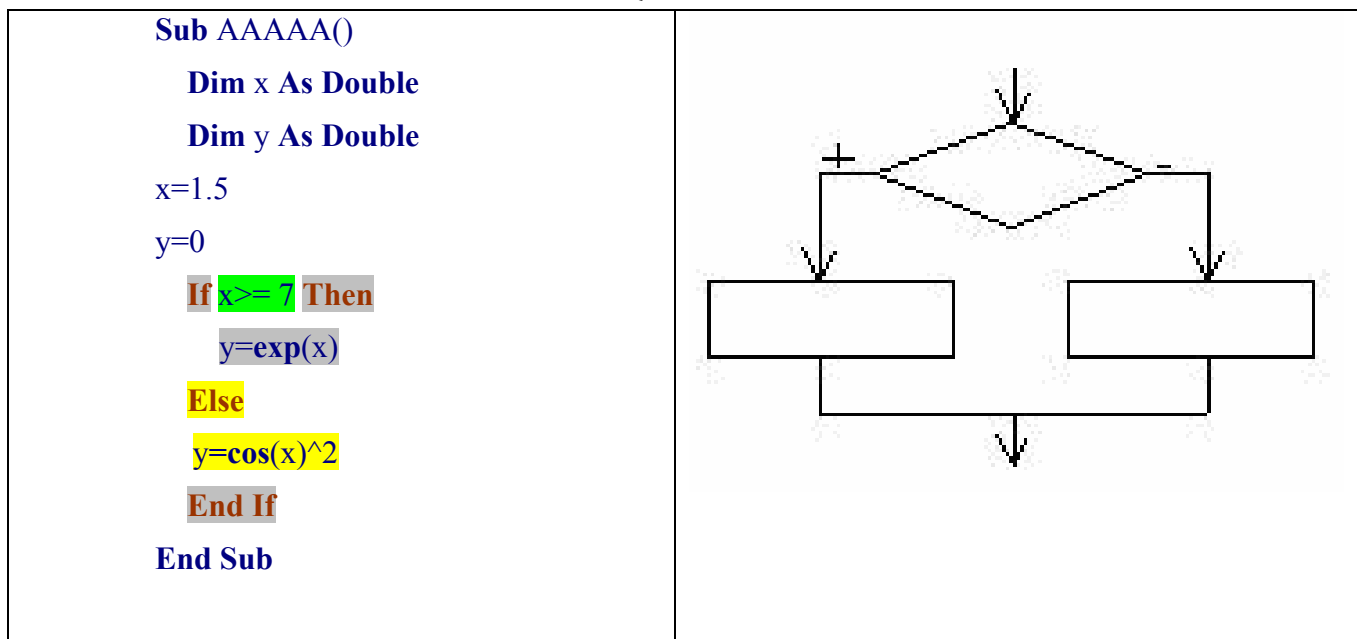 Sub AAAAA()
Dim x As Double
Dim y As Double
x=1.5
y=0
If x>= 7 Then
y=exp(x)
Else
y=cos(x)^2
End If
End Sub
+
-